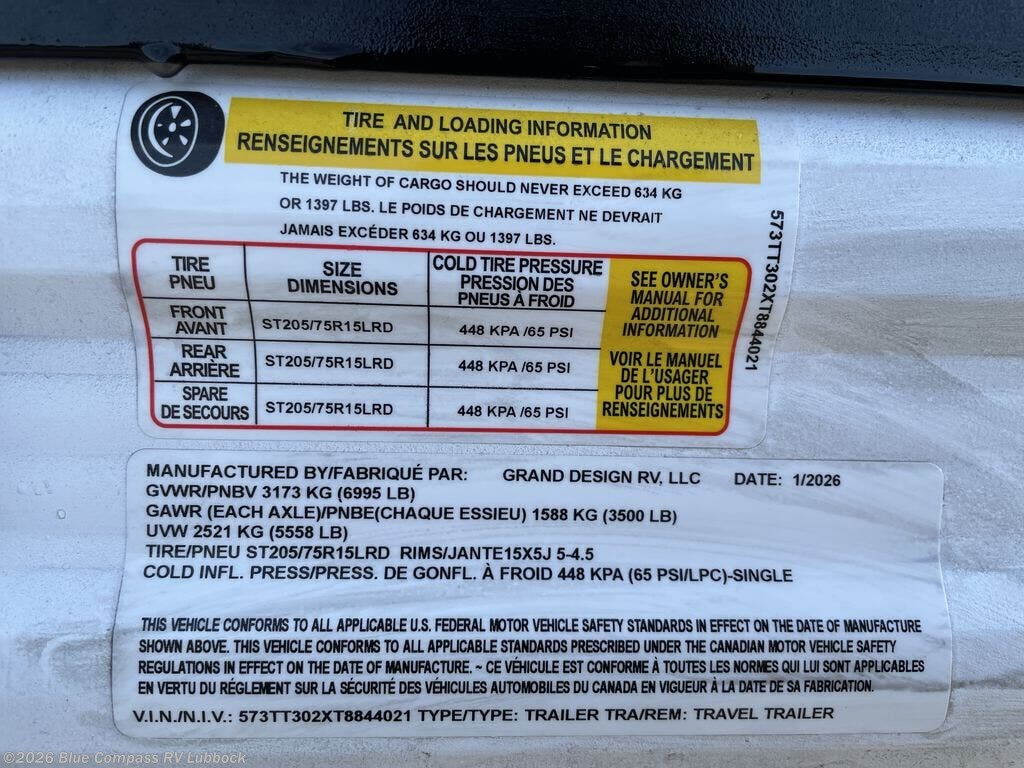 TIRE AND LOADING INFORMATION
RENSEIGNEMENTS SUR LES PNEUS ET LE CHARGEMENT
THE WEIGHT OF CARGO SHOULD NEVER EXCEED 634 KG
OR 1397 LBS. LE POIDS DE CHARGEMENT NE DEVRAIT
JAMAIS EXCÉDER 634 KG OU 1397 LBS.
TIRE
PNEU
SIZE
DIMENSIONS
COLD TIRE PRESSURE
PRESSION DES
PNEUS À FROID
FRONT
AVANT
ST205/75R15LRD
448 KPA /65 PSI
REAR
ARRIÈRE
ST205/75R15LRD
448 KPA /65 PSI
SPARE
DE SECOURS
ST205/75R15LRD
448 KPA /65 PSI
SEE OWNER'S
MANUAL FOR
ADDITIONAL
INFORMATION
VOIR LE MANUEL
DE L'USAGER
POUR PLUS DE
RENSEIGNEMENTS
573TT302XT8844021
MANUFACTURED BY/FABRIQUÉ PAR: GRAND DESIGN RV, LLC DATE: 1/2026
GVWR/PNBV 3173 KG (6995 LB)
GAWR (EACH AXLE)/PNBE(CHAQUE ESSIEU) 1588 KG (3500 LB)
UVW 2521 KG (5558 LB)
TIRE/PNEU ST205/75R15LRD RIMS/JANTE15X5J 5-4.5
COLD INFL. PRESS/PRESS. DE GONFL. À FROID 448 KPA (65 PSI/LPC)-SINGLE
THIS VEHICLE CONFORMS TO ALL APPLICABLE U.S. FEDERAL MOTOR VEHICLE SAFETY STANDARDS IN EFFECT ON THE DATE OF MANUFACTURE
SHOWN ABOVE. THIS VEHICLE CONFORMS TO ALL APPLICABLE STANDARDS PRESCRIBED UNDER THE CANADIAN MOTOR VEHICLE SAFETY
REGULATIONS IN EFFECT ON THE DATE OF MANUFACTURE. ~ CE VÉHICULE EST CONFORME À TOUTES LES NORMES QUI LUI SONT APPLICABLES
EN VERTU DU RÉGLEMENT SUR LA SÉCURITÉ DES VÉHICULES AUTOMOBILES DU CANADA EN VIGUEUR À LA DATE DE SA FABRICATION.
V.I.N./N.I.V.: 573TT302XT8844021 TYPE/TYPE: TRAILER TRA/REM: TRAVEL TRAILER
©2026 Blue Compass RV Lubbock